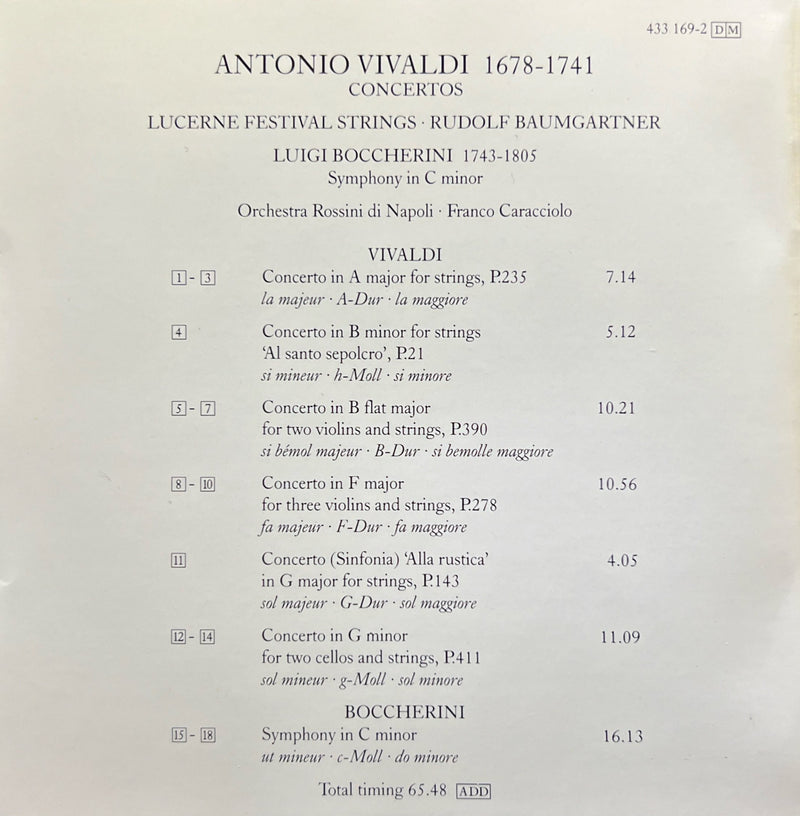 433 169-2 DM
ANTONIO VIVALDI 1678-1741
CONCERTOS
LUCERNE FESTIVAL STRINGS · RUDOLF BAUMGARTNER
LUIGI BOCCHERINI 1743-1805
Symphony in C minor
Orchestra Rossini di Napoli · Franco Caracciolo
VIVALDI
1 - 3 Concerto in A major for strings, P.235 7.14
la majeur · A-Dur · la maggiore
4 Concerto in B minor for strings 5.12
‘Al santo sepolcro’, P.21
si mineur · h-Moll · si minore
5 - 7 Concerto in B flat major 10.21
for two violins and strings, P.390
si bémol majeur · B-Dur · si bemolle maggiore
8 - 10 Concerto in F major 10.56
for three violins and strings, P.278
fa majeur · F-Dur · fa maggiore
11 Concerto (Sinfonia) ‘Alla rustica’ 4.05
in G major for strings, P.143
sol majeur · G-Dur · sol maggiore
12 - 14 Concerto in G minor 11.09
for two cellos and strings, P.411
sol mineur · g-Moll · sol minore
BOCCHERINI
15 - 18 Symphony in C minor 16.13
ut mineur · c-Moll · do minore
Total timing 65.48 ADD